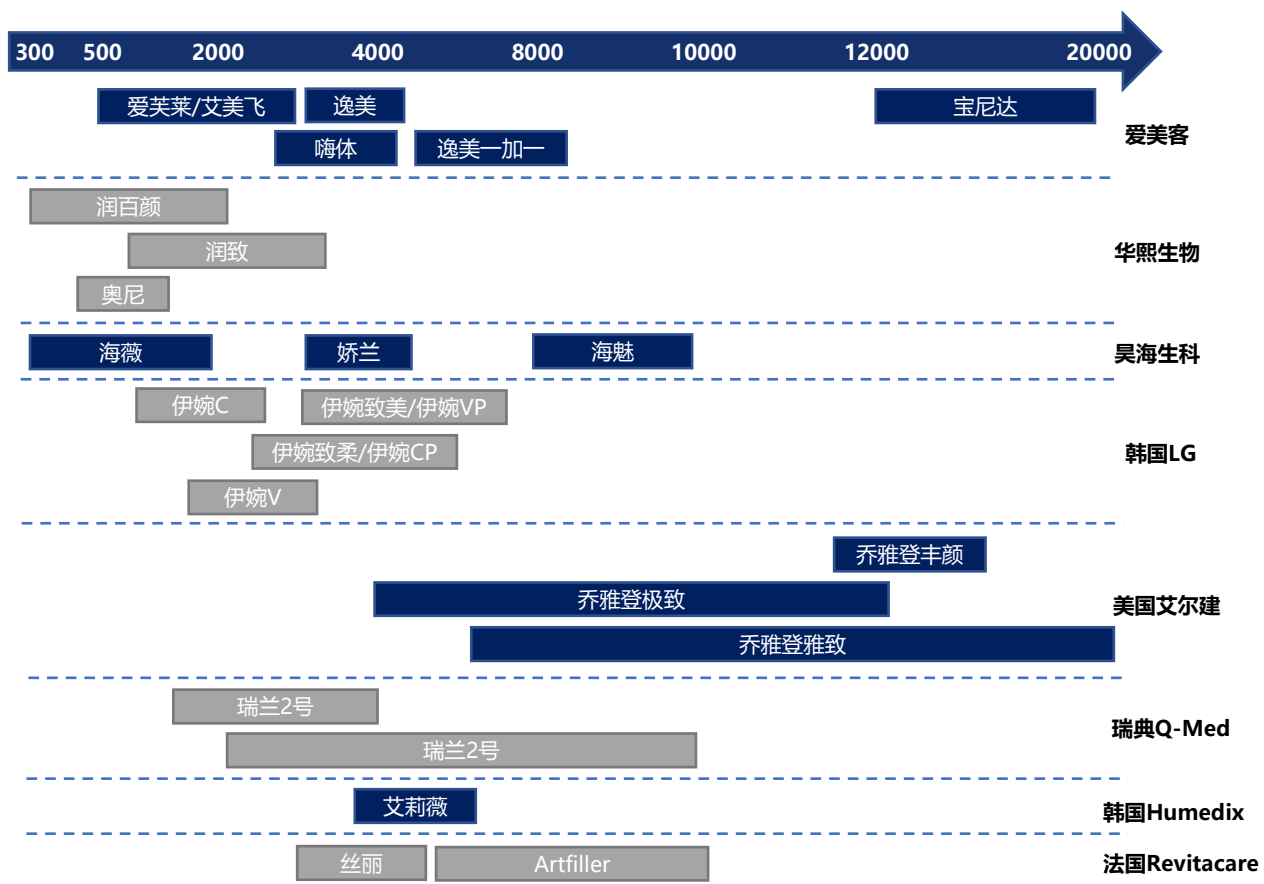 300 500 2000 4000 8000 10000 12000 20000
爱芙莱/艾美飞 逸美 宝尼达
嗨体 逸美一加一
爱美客
润百颜
润致
华熙生物
奥尼
海薇 娇兰 海魅
昊海生科
伊婉C 伊婉致美/伊婉VP
伊婉致柔/伊婉CP
韩国LG
伊婉V
乔雅登丰颜
乔雅登极致
美国艾尔建
乔雅登雅致
瑞兰2号
瑞典Q-Med
瑞兰2号
艾莉薇
韩国Humedix
丝丽 Artfiller
法国Revitacare